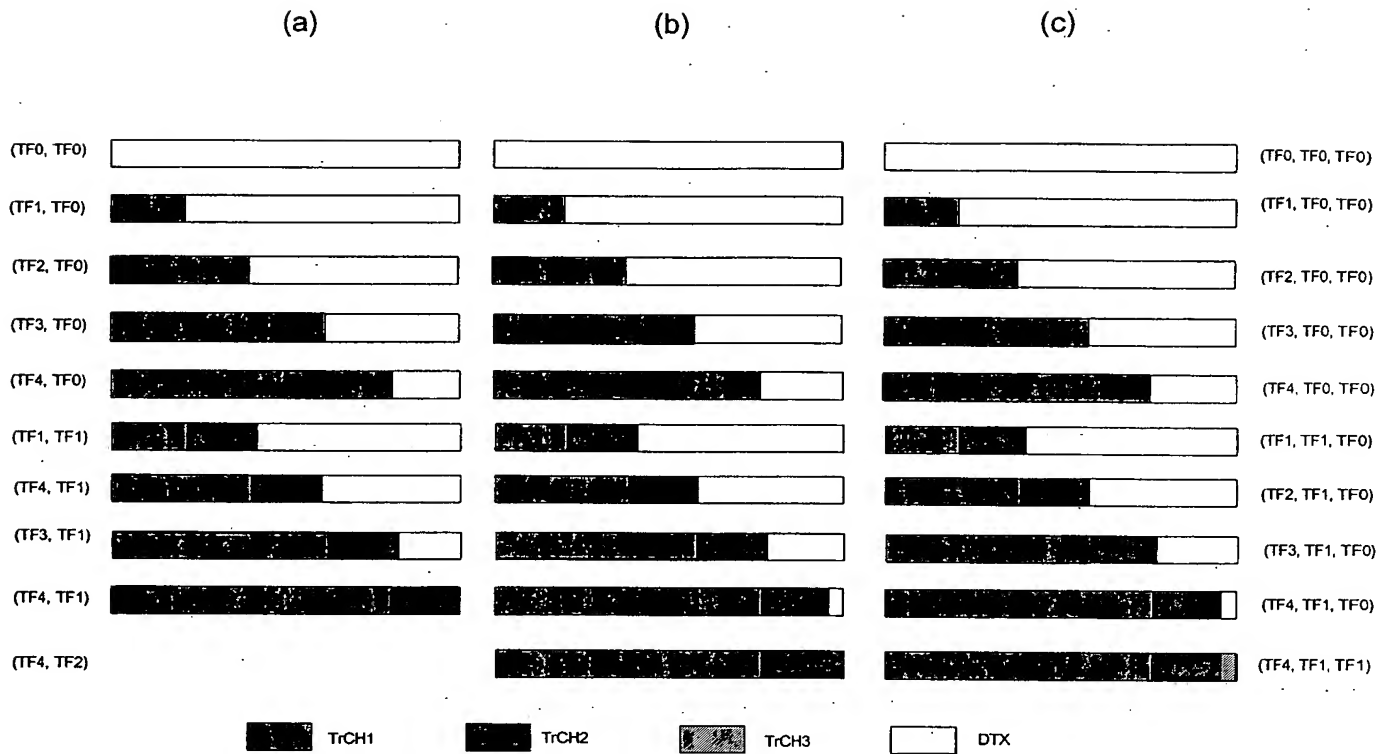 (a) (b) (c)
(TF0, TF0) (TF0, TF0, TF0)
(TF1, TF0) (TF1, TF0, TF0)
(TF2, TF0) (TF2, TF0, TF0)
(TF3, TF0) (TF3, TF0, TF0)
(TF4, TF0) (TF4, TF0, TF0)
(TF1, TF1) (TF1, TF1, TF0)
(TF4, TF1) (TF2, TF1, TF0)
(TF3, TF1) (TF3, TF1, TF0)
(TF4, TF1) (TF4, TF1, TF0)
(TF4, TF2) (TF4, TF1, TF1)
TrCH1 TrCH2 TrCH3 DTX